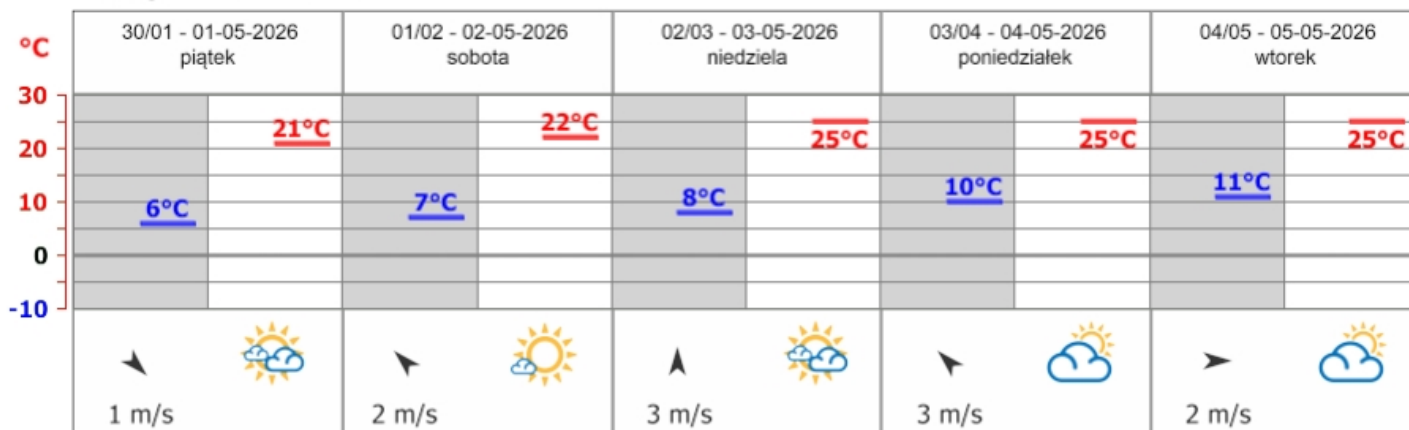 °C
30/01 - 01-05-2026
piątek
01/02 - 02-05-2026
sobota
02/03 - 03-05-2026
niedziela
03/04 - 04-05-2026
poniedziałek
04/05 - 05-05-2026
wtorek
30
20
10
0
-10
21°C
22°C
25°C
25°C
25°C
6°C
7°C
8°C
10°C
11°C
1 m/s
2 m/s
3 m/s
3 m/s
2 m/s